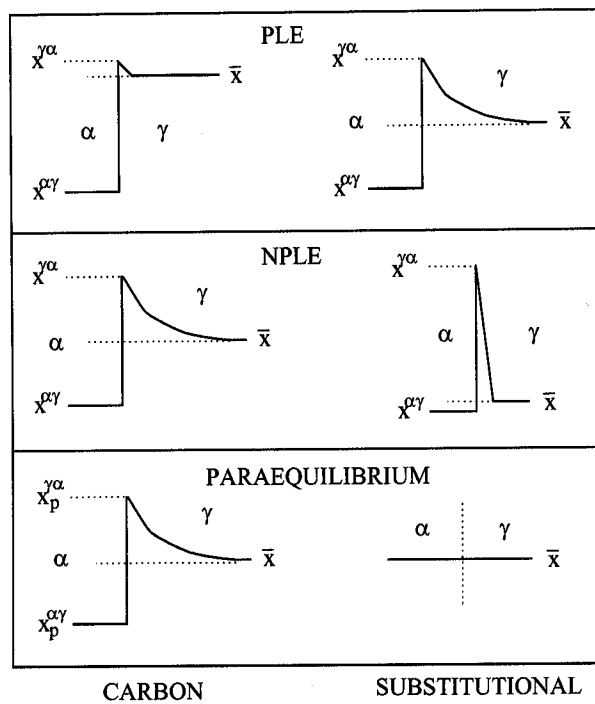 PLE
x^γα
x̄
α
γ
x^αγ
x^γα
γ
α
x̄
x^αγ
NPLE
x^γα
γ
α
x̄
x^αγ
x^γα
α
γ
x^αγ
x̄
PARAEQUILIBRIUM
x_p^γα
γ
α
x̄
x_p^αγ
α
γ
x̄
CARBON
SUBSTITUTIONAL